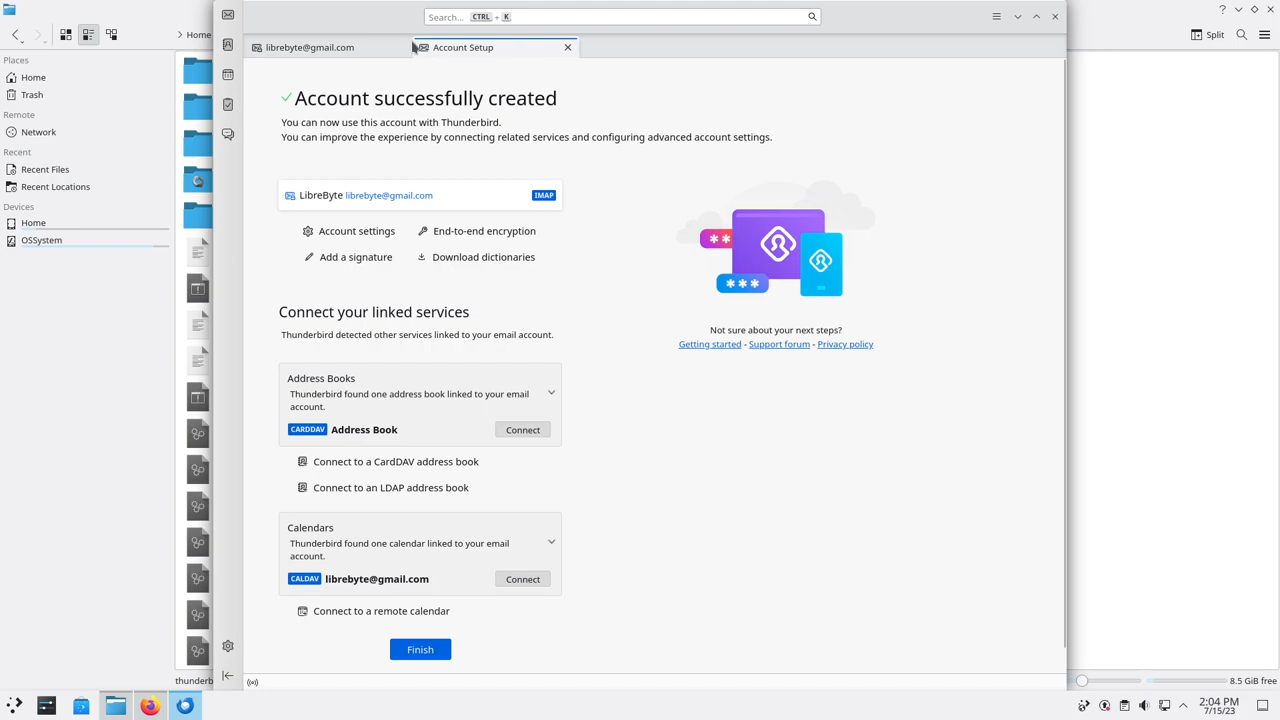 Search... CTRL + K
Home
Split
librebyte@gmail.com
Account Setup
Places
Home
Trash
Remote
Network
Recent
Recent Files
Recent Locations
Devices
Home
OSSystem
Account successfully created
You can now use this account with Thunderbird.
You can improve the experience by connecting related services and configuring advanced account settings.
LibreByte librebyte@gmail.com IMAP
Account settings
End-to-end encryption
Add a signature
Download dictionaries
Connect your linked services
Thunderbird detected other services linked to your email account.
Address Books
Thunderbird found one address book linked to your email
account.
CARDDAV Address Book Connect
Connect to a CardDAV address book
Connect to an LDAP address book
Calendars
Thunderbird found one calendar linked to your email
account.
CALDAV librebyte@gmail.com Connect
Connect to a remote calendar
Finish
**
***
Not sure about your next steps?
Getting started - Support forum - Privacy policy
thunderb
8.5 GiB free
2:04 PM
7/15/23